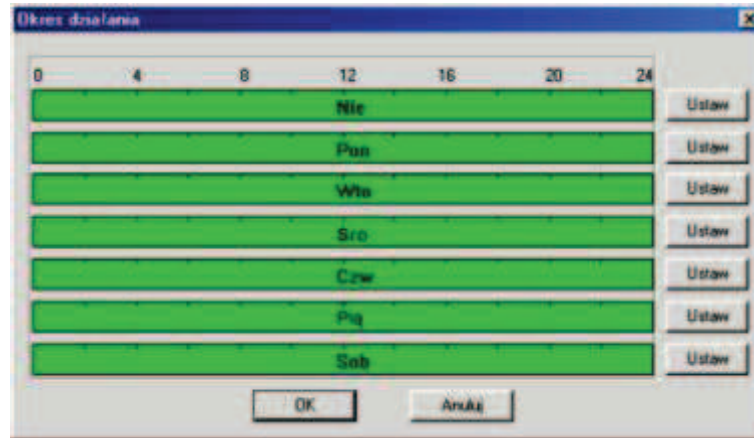 Okres działania
0 4 8 12 16 20 24
Nie Ustaw
Pon Ustaw
Wto Ustaw
Sro Ustaw
Czw Ustaw
Pią Ustaw
Sob Ustaw
OK Anuluj